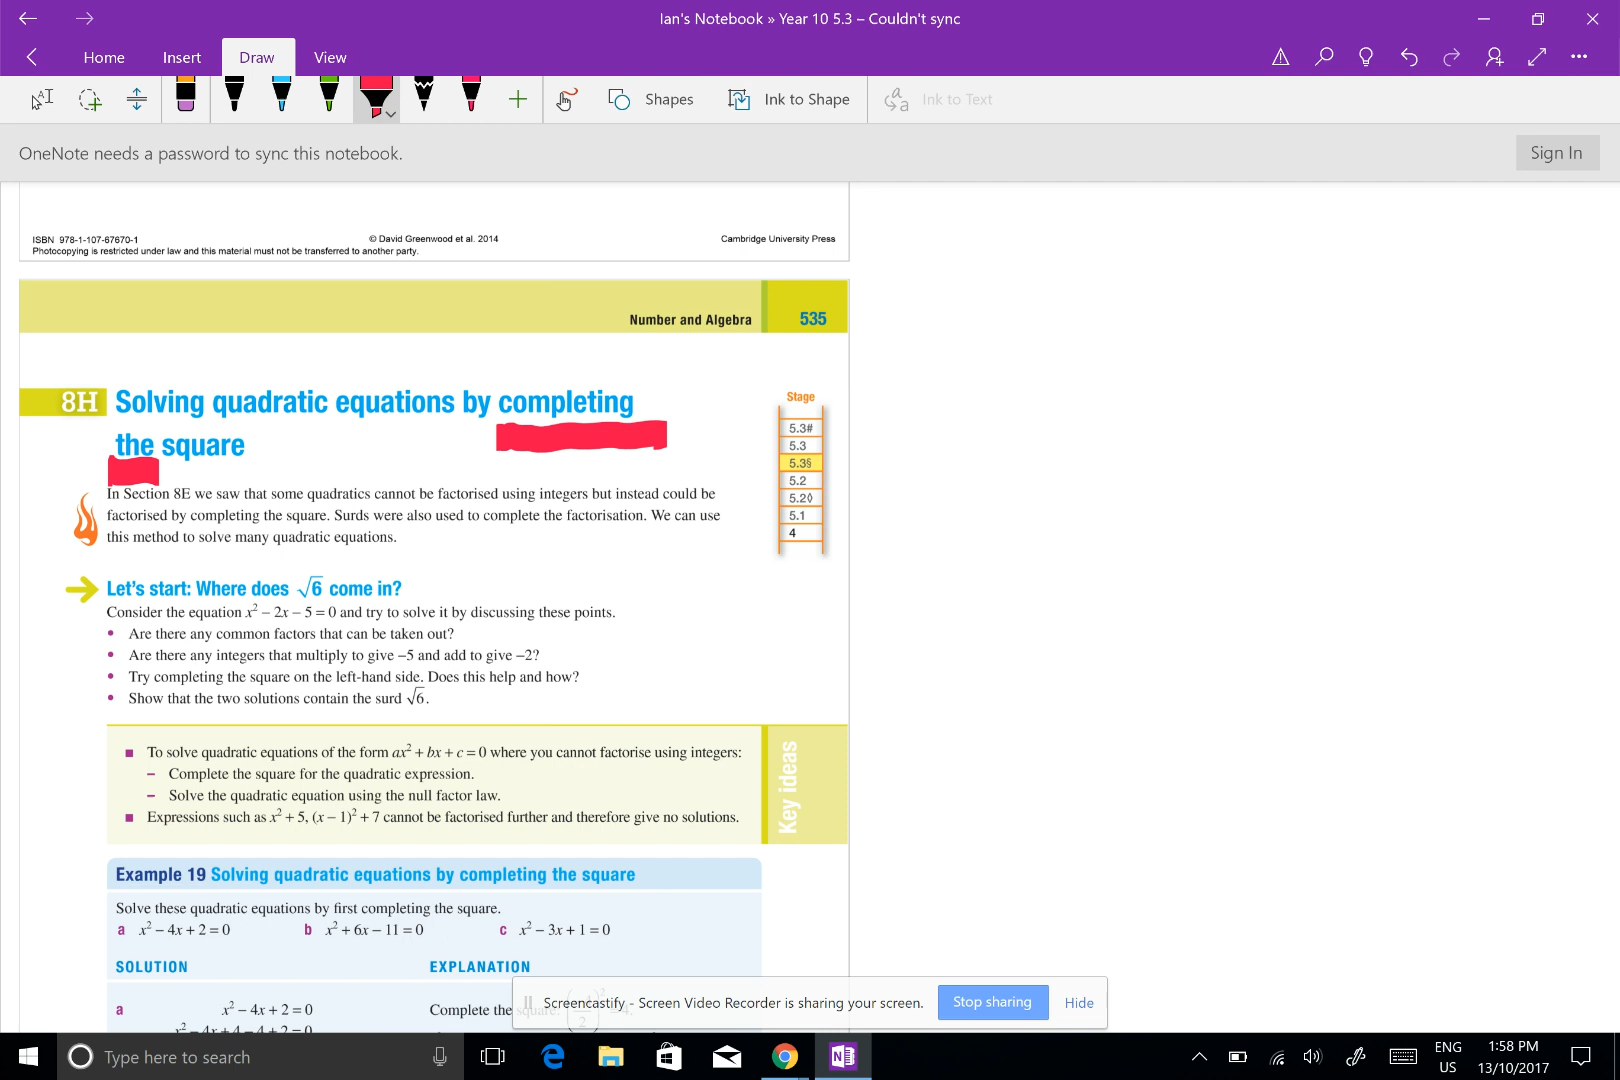 Ian's Notebook » Year 10 5.3 – Couldn't sync
Home Insert Draw View
Shapes Ink to Shape Ink to Text
OneNote needs a password to sync this notebook. Sign In
ISBN 978-1-107-67670-1 © David Greenwood et al. 2014 Cambridge University Press
Photocopying is restricted under law and this material must not be transferred to another party.
Number and Algebra 535
8H Solving quadratic equations by completing
the square
Stage
5.3#
5.3
5.3§
5.2
5.2◊
5.1
4
In Section 8E we saw that some quadratics cannot be factorised using integers but instead could be
factorised by completing the square. Surds were also used to complete the factorisation. We can use
this method to solve many quadratic equations.
Let's start: Where does √6 come in?
Consider the equation x² – 2x – 5 = 0 and try to solve it by discussing these points.
• Are there any common factors that can be taken out?
• Are there any integers that multiply to give –5 and add to give –2?
• Try completing the square on the left-hand side. Does this help and how?
• Show that the two solutions contain the surd √6.
Key ideas
■ To solve quadratic equations of the form ax² + bx + c = 0 where you cannot factorise using integers:
– Complete the square for the quadratic expression.
– Solve the quadratic equation using the null factor law.
■ Expressions such as x² + 5, (x – 1)² + 7 cannot be factorised further and therefore give no solutions.
Example 19 Solving quadratic equations by completing the square
Solve these quadratic equations by first completing the square.
a x² – 4x + 2 = 0 b x² + 6x – 11 = 0 c x² – 3x + 1 = 0
SOLUTION EXPLANATION
a x² – 4x + 2 = 0 Complete the square:
x² – 4x + 4 – 4 + 2 = 0
Screencastify - Screen Video Recorder is sharing your screen. Stop sharing Hide
Type here to search
ENG
US
1:58 PM
13/10/2017